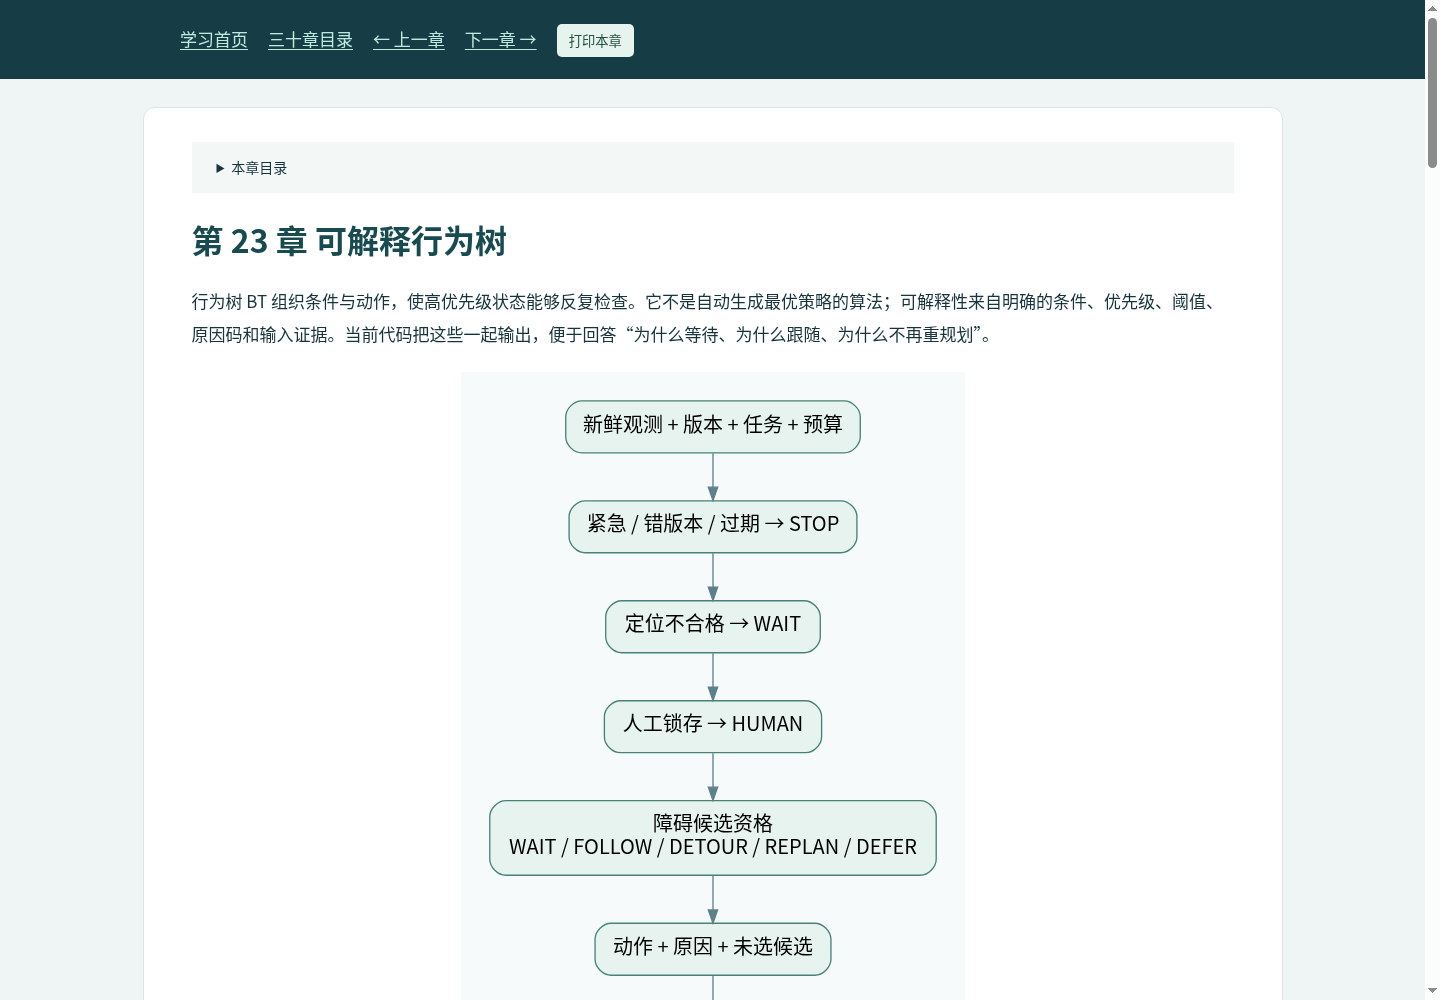 学习首页 三十章目录 ← 上一章 下一章 → 打印本章
▶ 本章目录
第 23 章 可解释行为树
行为树 BT 组织条件与动作，使高优先级状态能够反复检查。它不是自动生成最优策略的算法；可解释性来自明确的条件、优先级、阈值、
原因码和输入证据。当前代码把这些一起输出，便于回答“为什么等待、为什么跟随、为什么不再重规划”。
新鲜观测 + 版本 + 任务 + 预算
紧急 / 错版本 / 过期 → STOP
定位不合格 → WAIT
人工锁存 → HUMAN
障碍候选资格
WAIT / FOLLOW / DETOUR / REPLAN / DEFER
动作 + 原因 + 未选候选